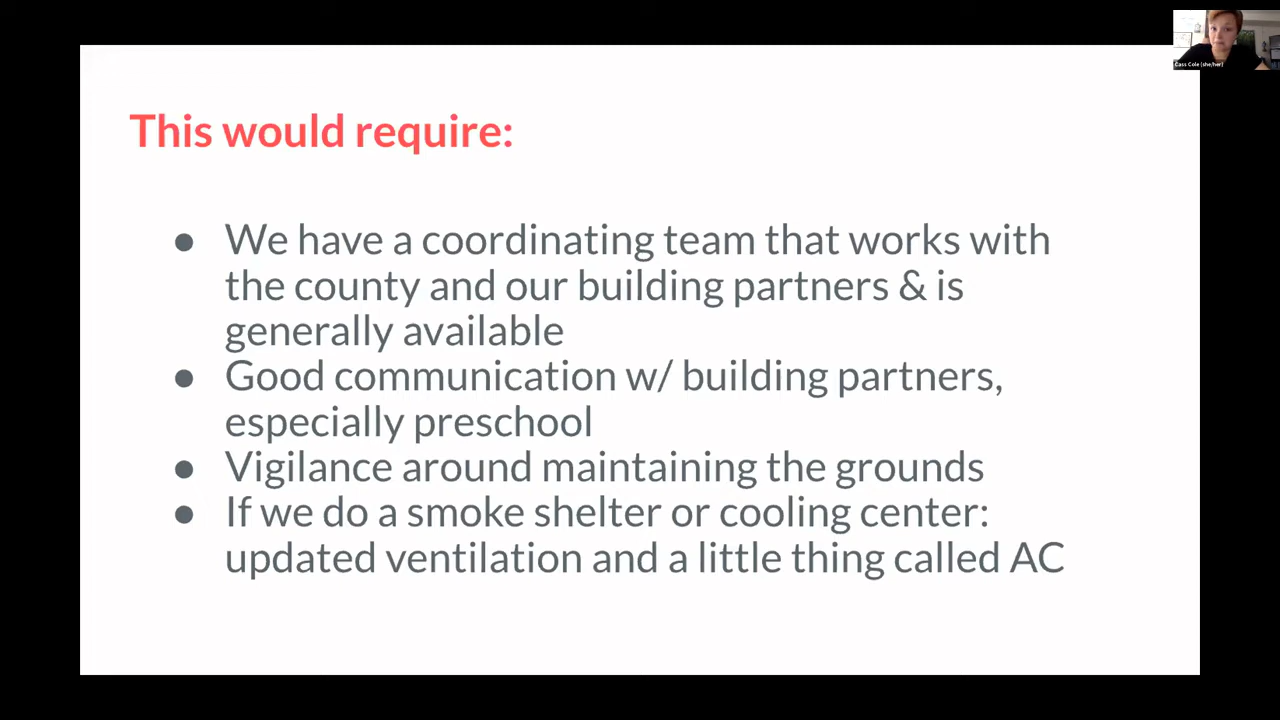 Cass Cole (she/her)
This would require:
● We have a coordinating team that works with
the county and our building partners & is
generally available
● Good communication w/ building partners,
especially preschool
● Vigilance around maintaining the grounds
● If we do a smoke shelter or cooling center:
updated ventilation and a little thing called AC